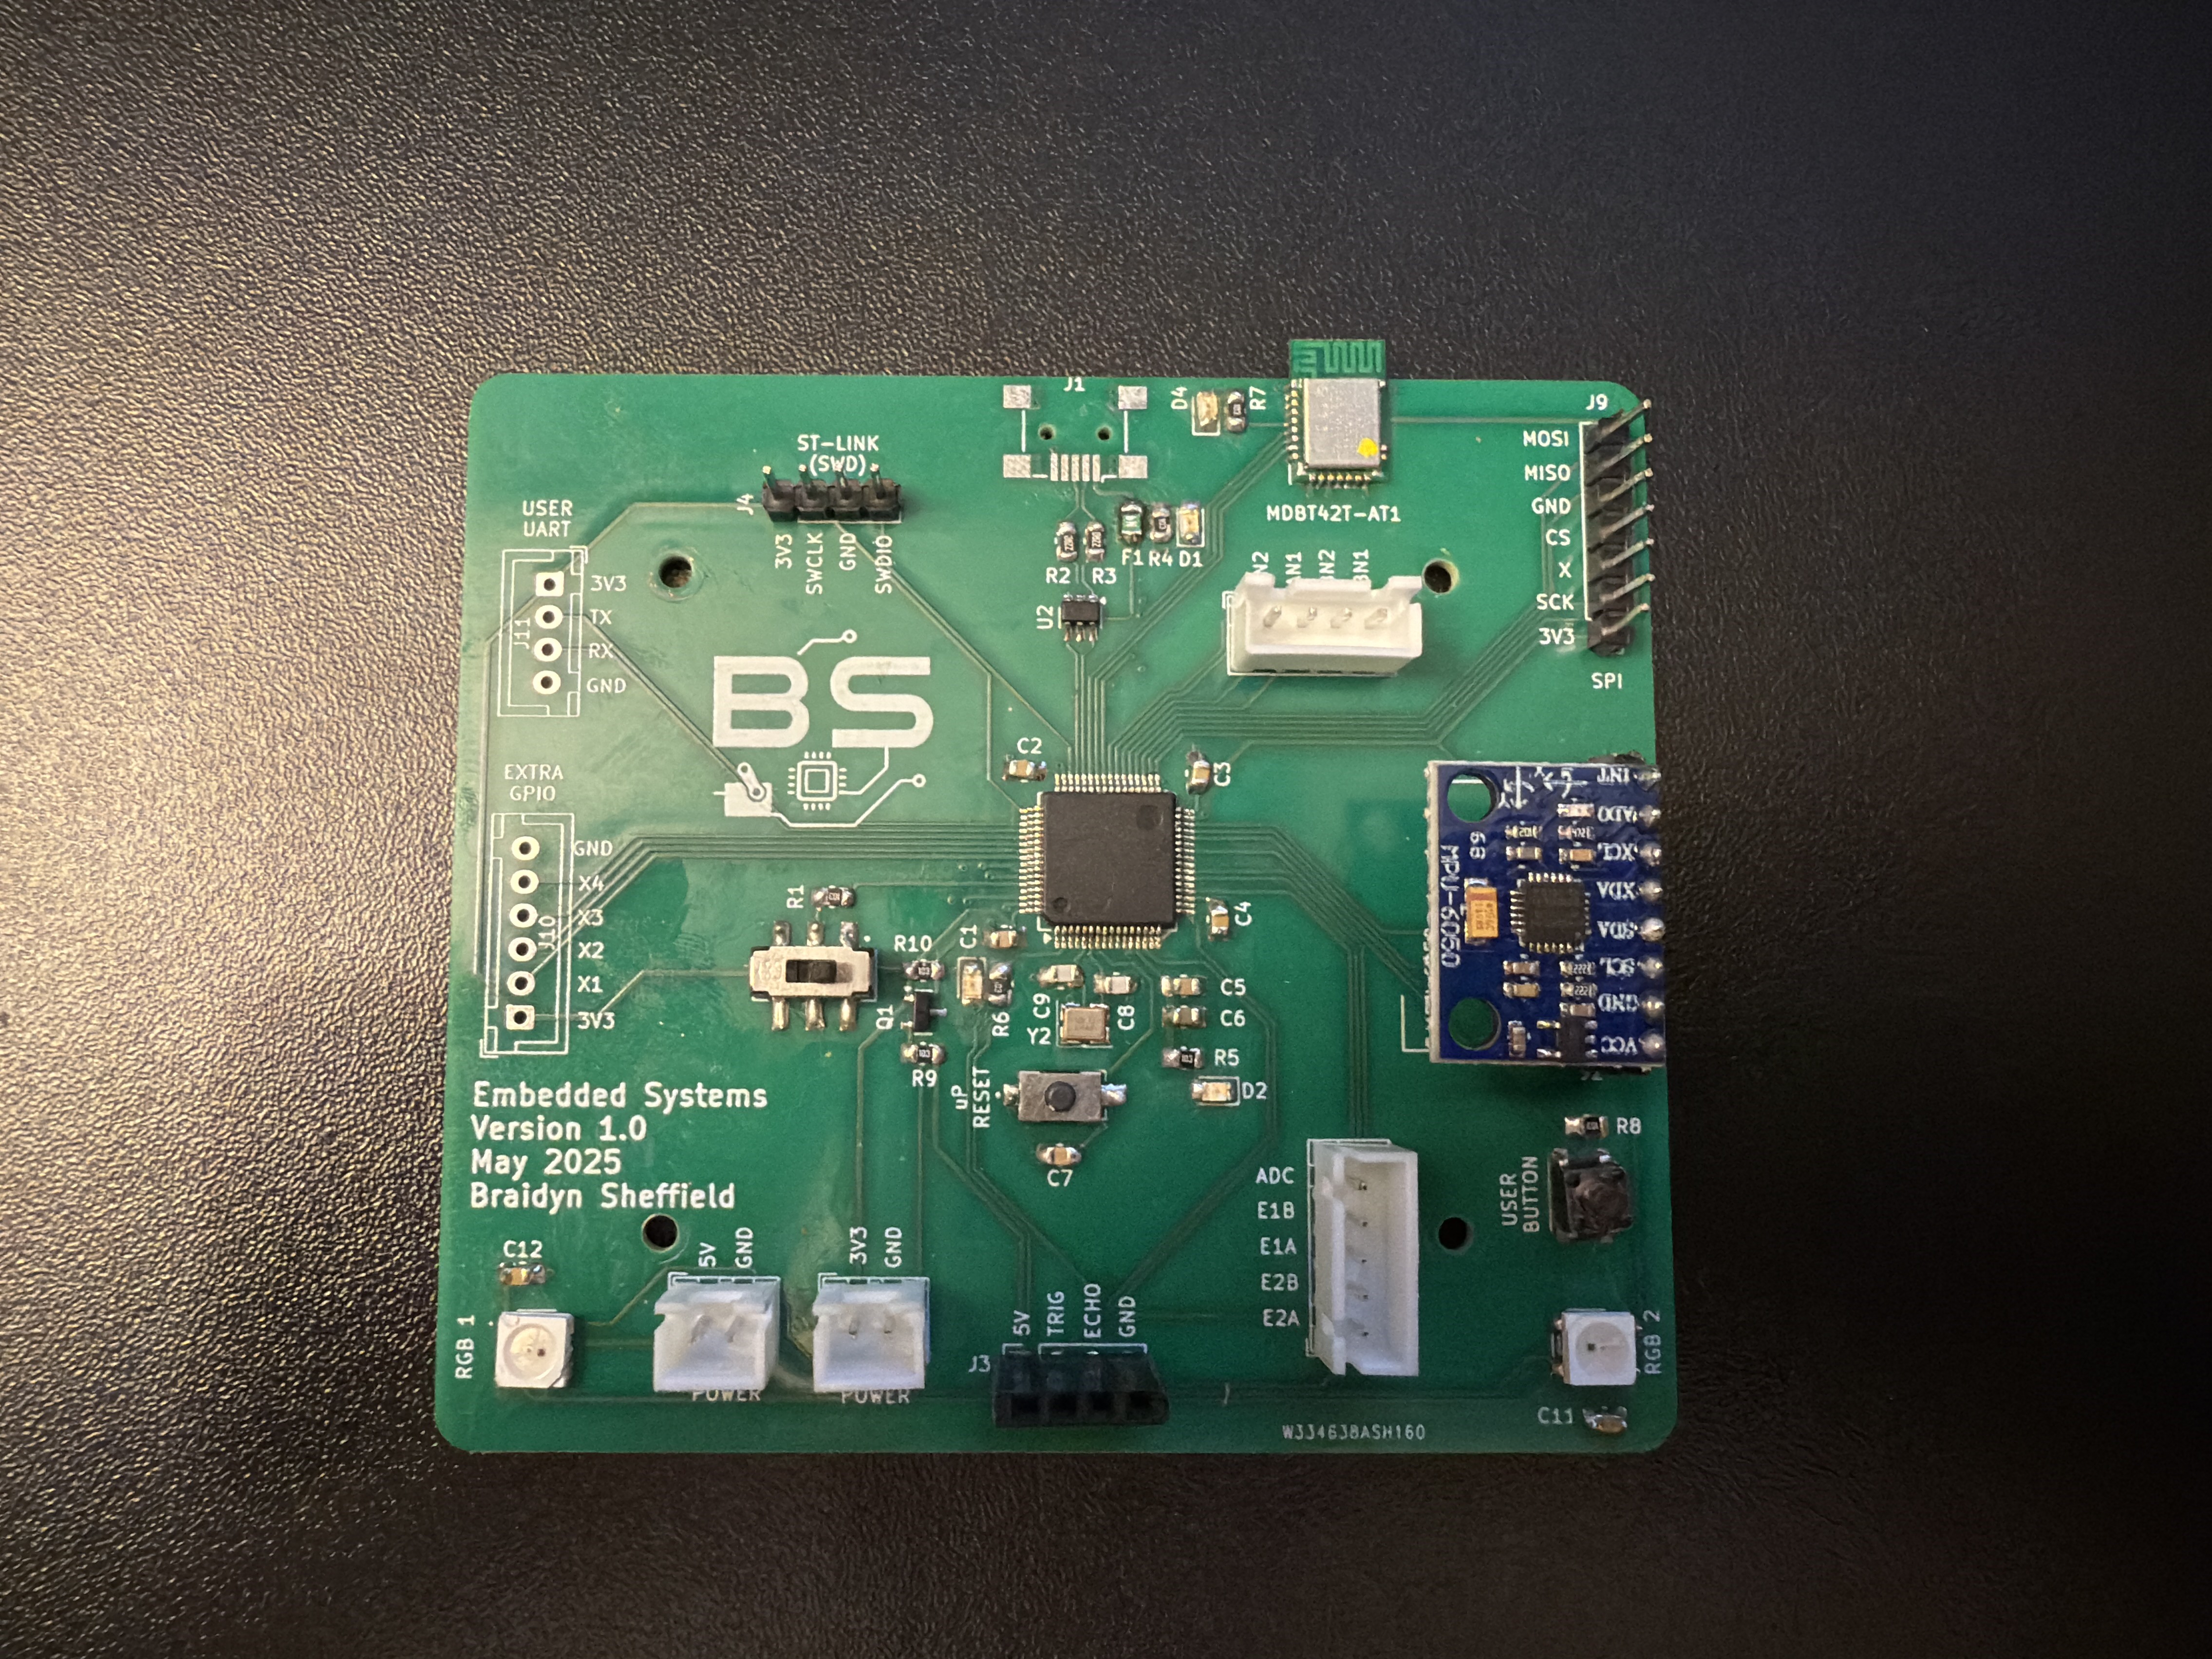 J1
D4
R7
J9
ST-LINK
(SWD)
J4
3V3
SWCLK
GND
SWDIO
MOSI
MISO
GND
CS
X
SCK
3V3
SPI
MDBT42T-AT1
USER
UART
3V3
TX
RX
GND
J11
F1 R4 D1
R2 R3
U2
BN2
BN1
BS
C2
C3
EXTRA
GPIO
GND
X4
X3
X2
X1
3V3
J10
R1
R10
C1
C4
Q1
R6
C9
C8
Y2
C5
C6
R5
D2
R9
uP
RESET
C7
INT
AD0
XCL
XDA
SDA
SCL
GND
VCC
MPU-6050
R8
USER
BUTTON
Embedded Systems
Version 1.0
May 2025
Braidyn Sheffield
C12
RGB 1
5V
GND
POWER
3V3
GND
POWER
J3
5V
TRIG
ECHO
GND
ADC
E1B
E1A
E2B
E2A
RGB 2
C11
W334638ASH160